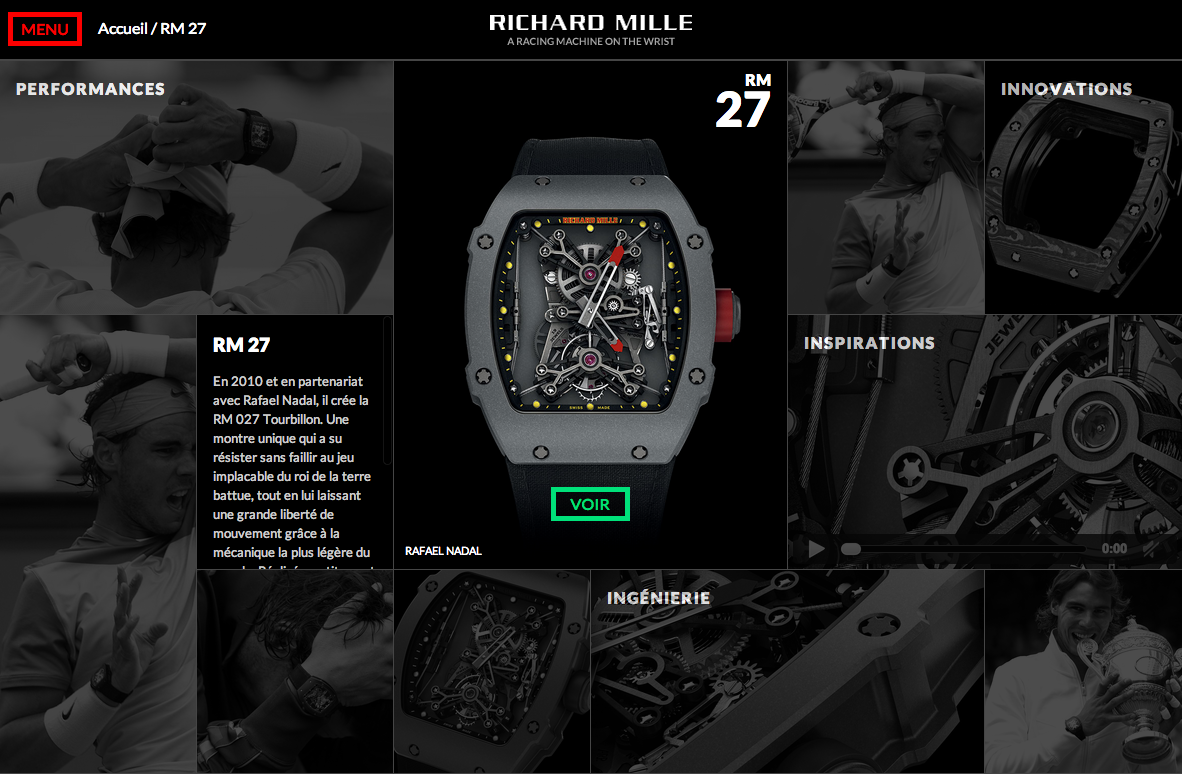 MENU
Accueil / RM 27
RICHARD MILLE
A RACING MACHINE ON THE WRIST
PERFORMANCES
RM
27
INNOVATIONS
RICHARD MILLE
SWISS MADE
VOIR
RAFAEL NADAL
RM 27
En 2010 et en partenariat
avec Rafael Nadal, il crée la
RM 027 Tourbillon. Une
montre unique qui a su
résister sans faillir au jeu
implacable du roi de la terre
battue, tout en lui laissant
une grande liberté de
mouvement grâce à la
mécanique la plus légère du
INSPIRATIONS
JEWEL
0:00
INGÉNIERIE